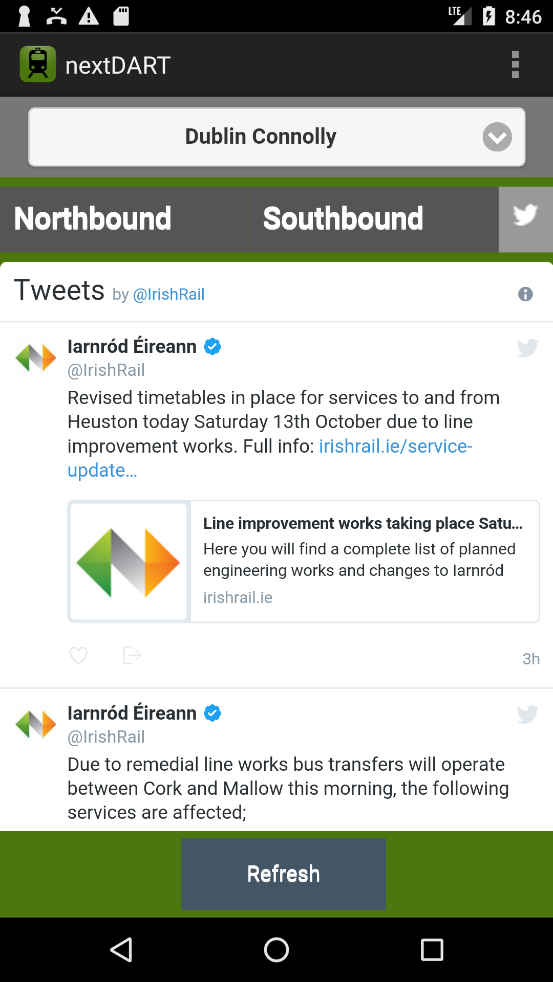 LTE 8:46
nextDART
Dublin Connolly
Northbound Southbound
Tweets by @IrishRail
Iarnród Éireann
@IrishRail
Revised timetables in place for services to and from
Heuston today Saturday 13th October due to line
improvement works. Full info: irishrail.ie/service-
update…
Line improvement works taking place Satu…
Here you will find a complete list of planned
engineering works and changes to Iarnród
irishrail.ie
3h
Iarnród Éireann
@IrishRail
Due to remedial line works bus transfers will operate
between Cork and Mallow this morning, the following
services are affected;
Refresh